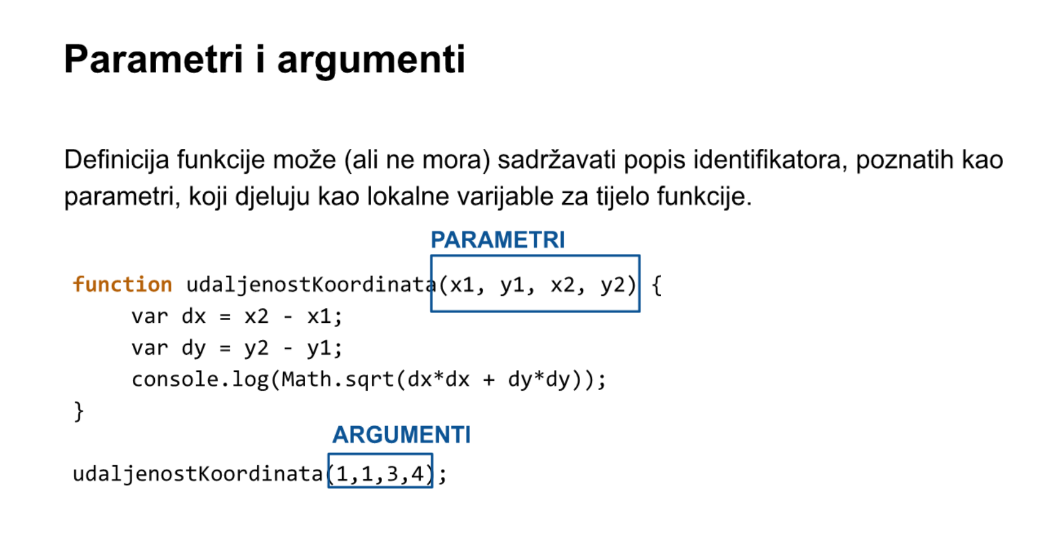 Parametri i argumenti
Definicija funkcije može (ali ne mora) sadržavati popis identifikatora, poznatih kao
parametri, koji djeluju kao lokalne varijable za tijelo funkcije.
PARAMETRI
function udaljenostKoordinata(x1, y1, x2, y2) {
    var dx = x2 - x1;
    var dy = y2 - y1;
    console.log(Math.sqrt(dx*dx + dy*dy));
}
ARGUMENTI
udaljenostKoordinata(1,1,3,4);